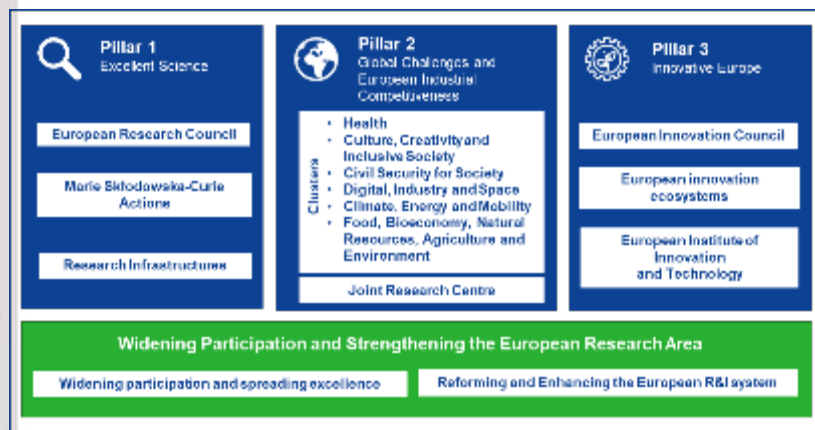 Pillar 1
Excellent Science
European Research Council
Marie Skłodowska-Curie
Actions
Research Infrastructures
Pillar 2
Global Challenges and
European Industrial
Competitiveness
Clusters
• Health
• Culture, Creativity and
Inclusive Society
• Civil Security for Society
• Digital, Industry and Space
• Climate, Energy and Mobility
• Food, Bioeconomy, Natural
Resources, Agriculture and
Environment
Joint Research Centre
Pillar 3
Innovative Europe
European Innovation Council
European innovation
ecosystems
European Institute of
Innovation
and Technology
Widening Participation and Strengthening the European Research Area
Widening participation and spreading excellence
Reforming and Enhancing the European R&I system